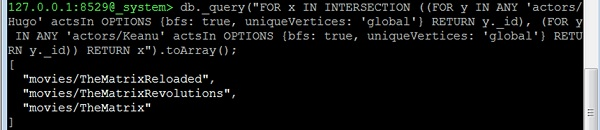 127.0.0.1:8529@_system> db._query("FOR x IN INTERSECTION ((FOR y IN ANY 'actors/
Hugo' actsIn OPTIONS {bfs: true, uniqueVertices: 'global'} RETURN y._id), (FOR y
 IN ANY 'actors/Keanu' actsIn OPTIONS {bfs: true, uniqueVertices: 'global'} RETU
RN y._id)) RETURN x").toArray();
[
  "movies/TheMatrixReloaded",
  "movies/TheMatrixRevolutions",
  "movies/TheMatrix"
]